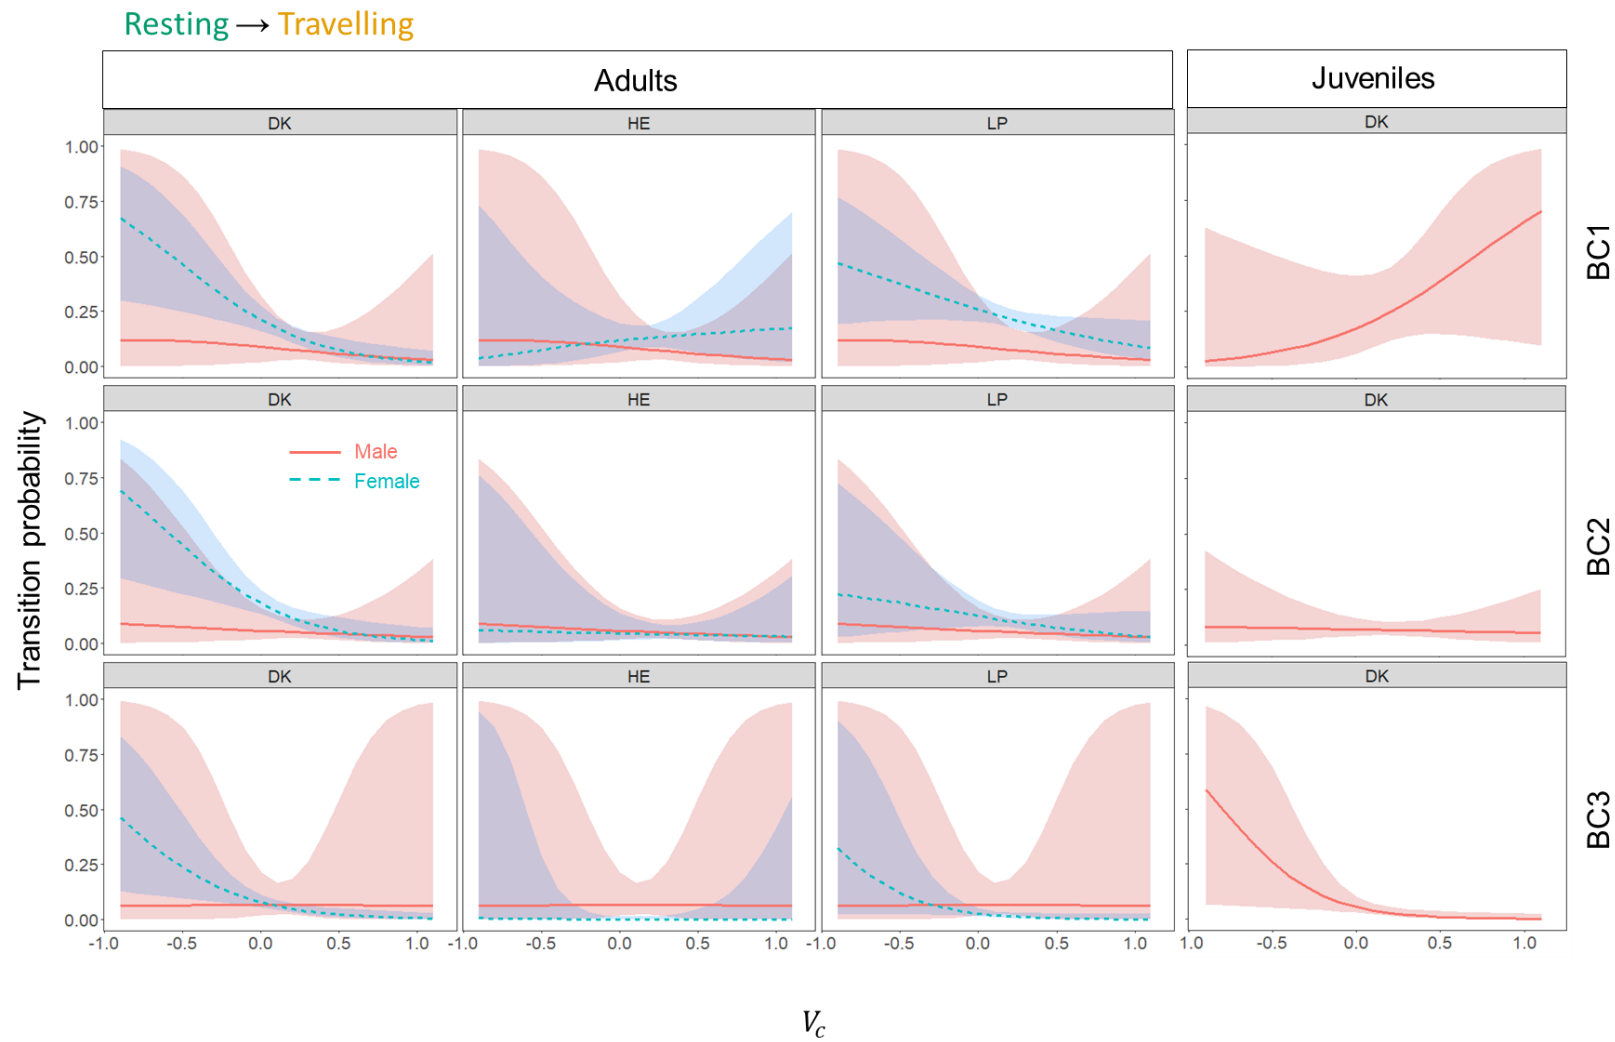 Resting → Travelling
Adults
Juveniles
DK
HE
LP
DK
1.00
0.75
0.50
0.25
0.00
BC1
DK
HE
LP
DK
1.00
0.75
0.50
0.25
0.00
Male
Female
BC2
Transition probability
DK
HE
LP
DK
1.00
0.75
0.50
0.25
0.00
BC3
-1.0 -0.5 0.0 0.5 1.0
-1.0 -0.5 0.0 0.5 1.0
-1.0 -0.5 0.0 0.5 1.0
1.0 -0.5 0.0 0.5 1.0
Vc